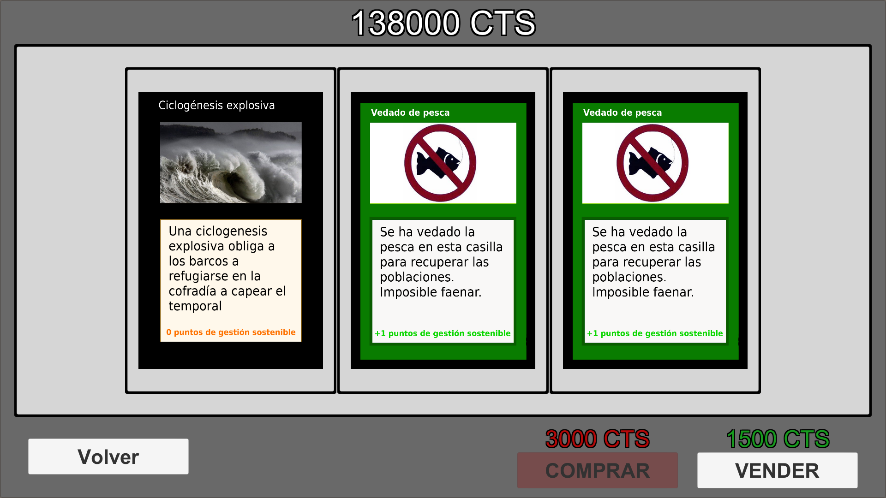 138000 CTS
Ciclogénesis explosiva
Una ciclogenesis
explosiva obliga a
los barcos a
refugiarse en la
cofradía a capear el
temporal
0 puntos de gestión sostenible
Vedado de pesca
Se ha vedado la
pesca en esta casilla
para recuperar las
poblaciones.
Imposible faenar.
+1 puntos de gestión sostenible
Vedado de pesca
Se ha vedado la
pesca en esta casilla
para recuperar las
poblaciones.
Imposible faenar.
+1 puntos de gestión sostenible
Volver
3000 CTS
COMPRAR
1500 CTS
VENDER